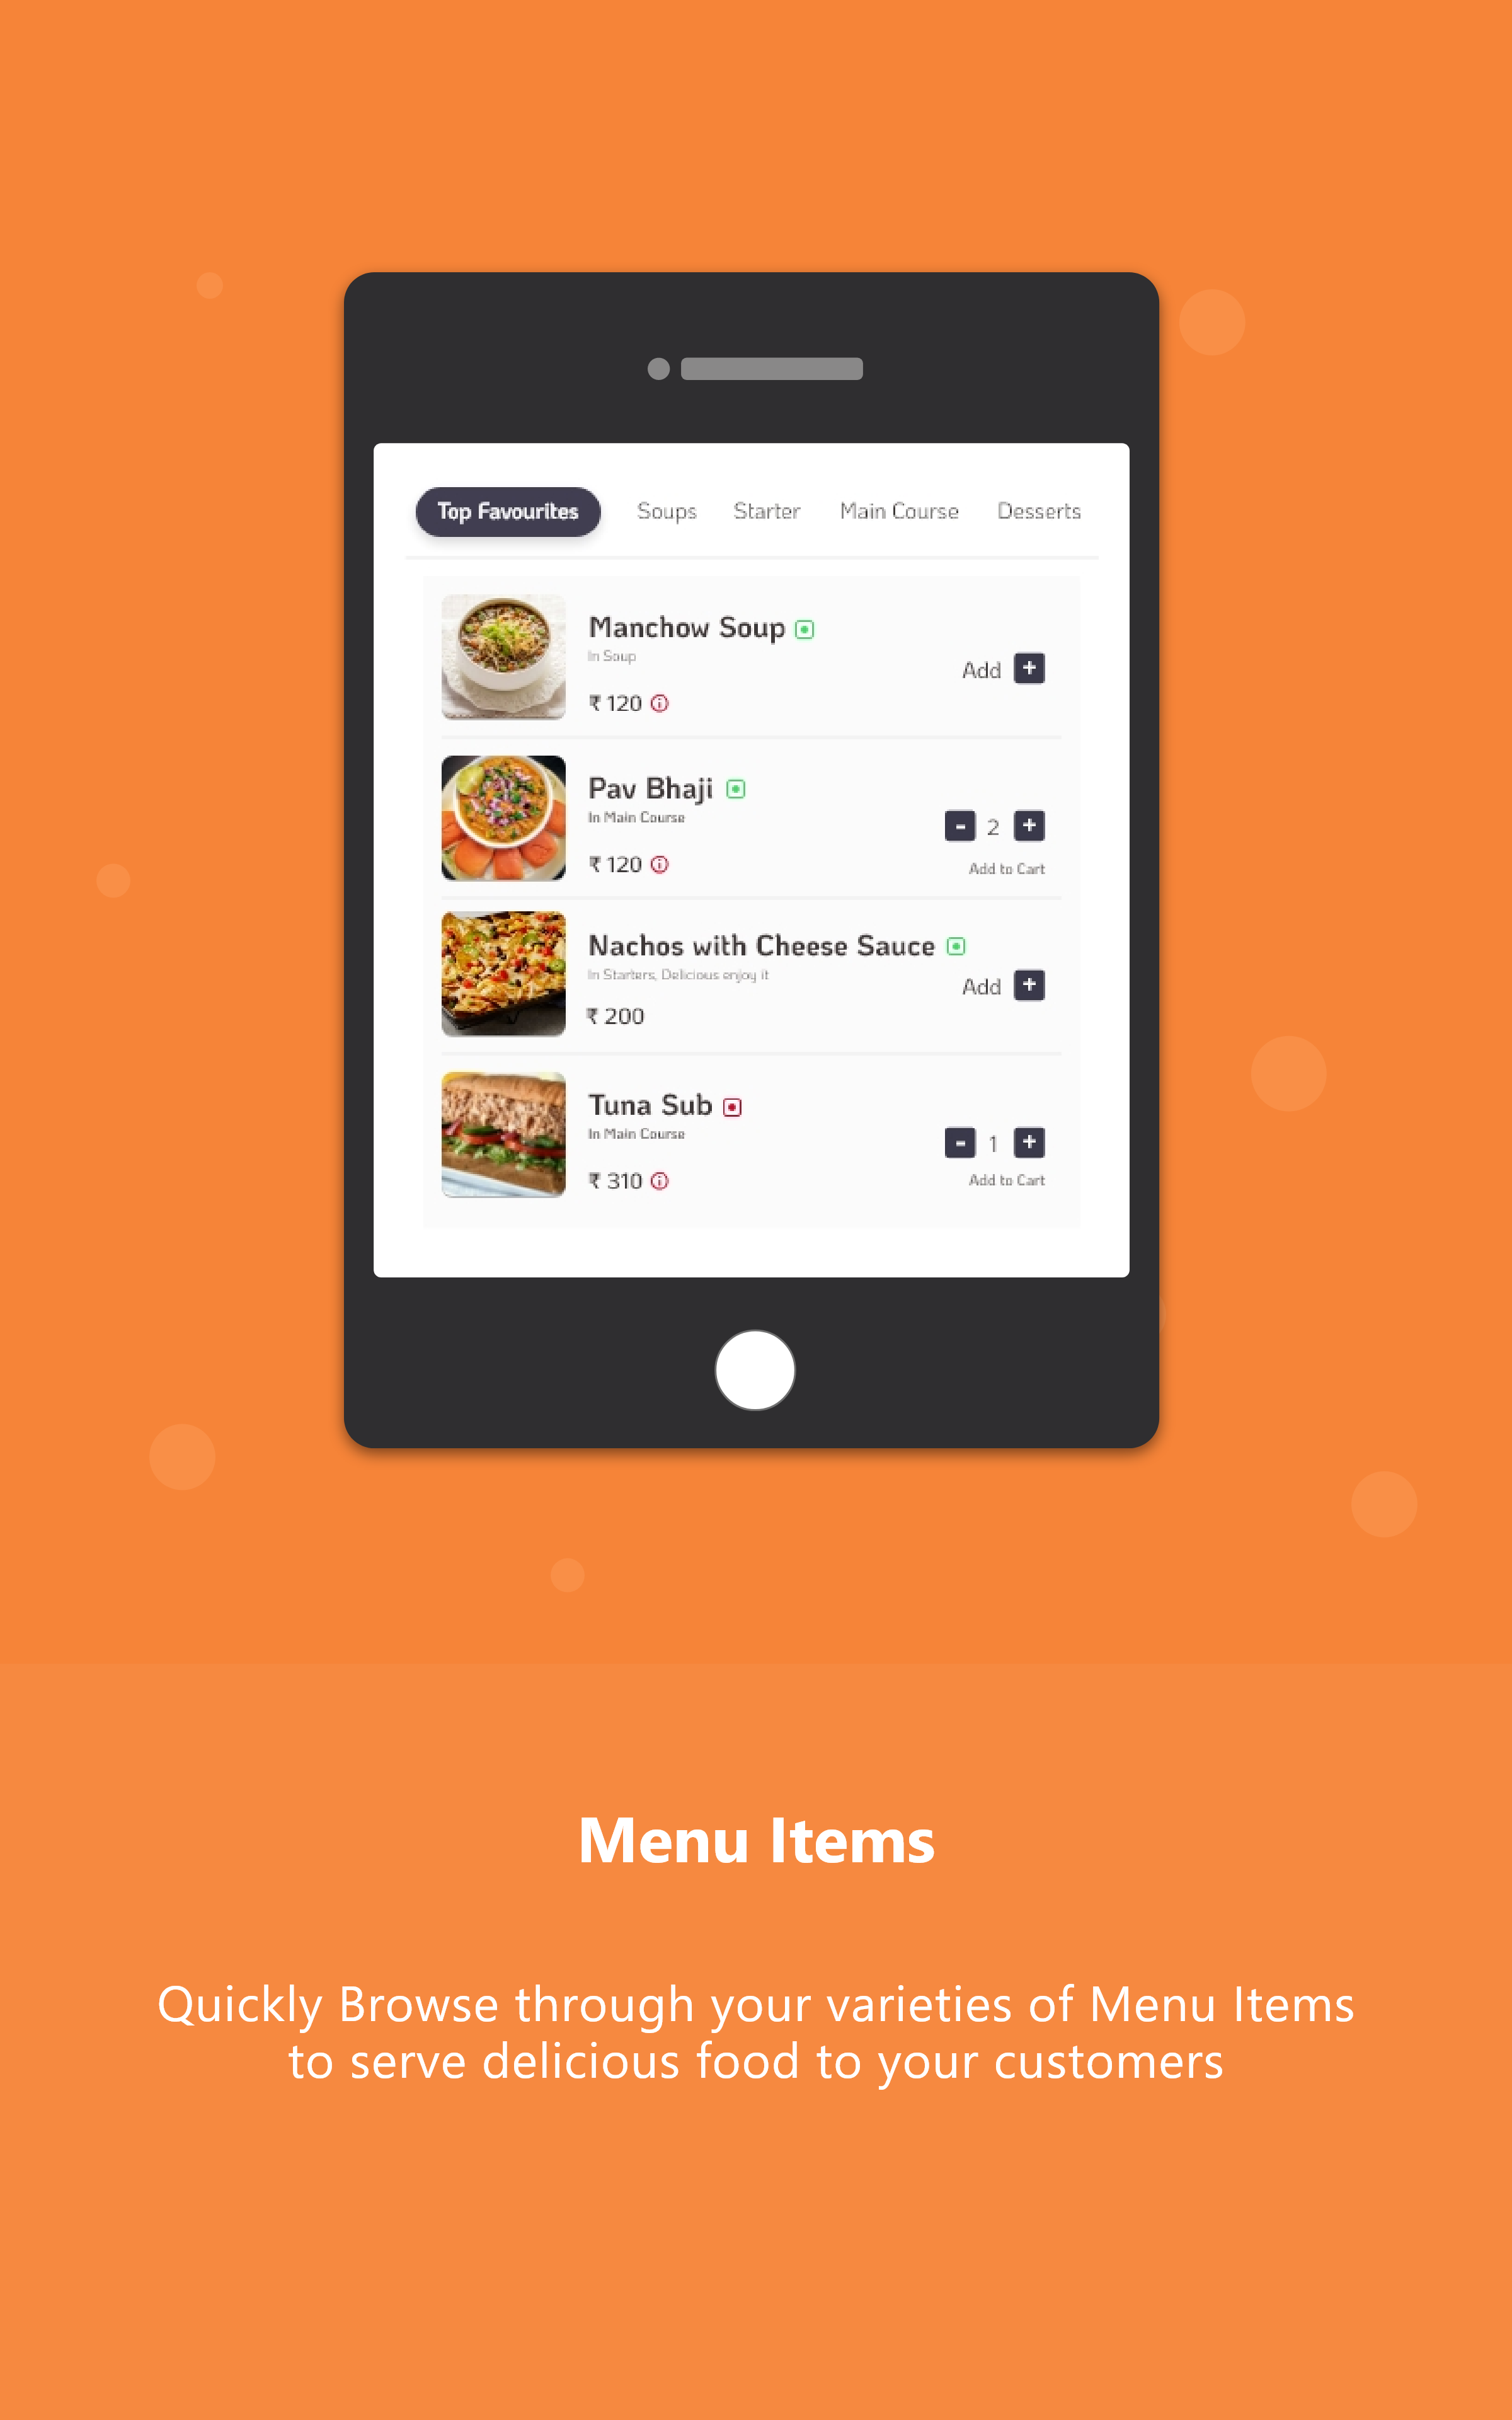 Top Favourites Soups Starter Main Course Desserts
Manchow Soup
In Soup
Add +
₹ 120
Pav Bhaji
In Main Course
- 2 +
₹ 120
Add to Cart
Nachos with Cheese Sauce
In Starters, Delicious enjoy it
Add +
₹ 200
Tuna Sub
In Main Course
- 1 +
₹ 310
Add to Cart
Menu Items
Quickly Browse through your varieties of Menu Items
to serve delicious food to your customers